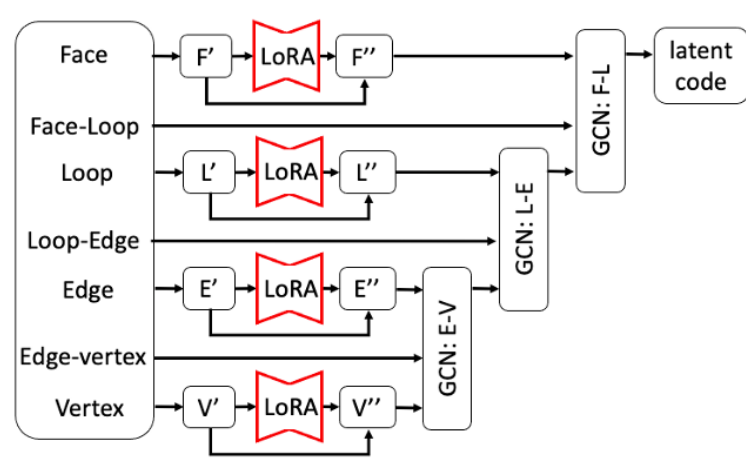 Face
F’
LoRA
F’’
GCN: F-L
latent
code
Face-Loop
Loop
L’
LoRA
L’’
GCN: L-E
Loop-Edge
Edge
E’
LoRA
E’’
GCN: E-V
Edge-vertex
Vertex
V’
LoRA
V’’